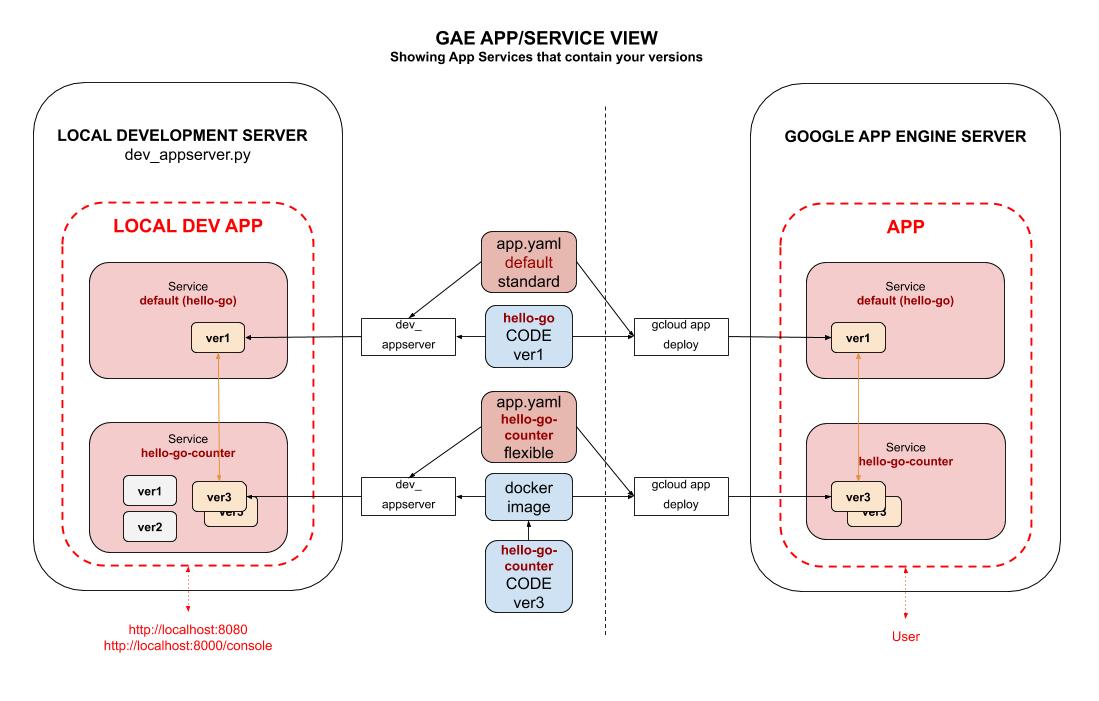 GAE APP/SERVICE VIEW
Showing App Services that contain your versions
LOCAL DEVELOPMENT SERVER
dev_appserver.py
LOCAL DEV APP
Service
default (hello-go)
ver1
Service
hello-go-counter
ver1
ver2
ver3
ver3
http://localhost:8080
http://localhost:8000/console
app.yaml
default
standard
hello-go
CODE
ver1
dev_
appserver
gcloud app
deploy
app.yaml
hello-go-
counter
flexible
docker
image
hello-go-
counter
CODE
ver3
dev_
appserver
gcloud app
deploy
GOOGLE APP ENGINE SERVER
APP
Service
default (hello-go)
ver1
Service
hello-go-counter
ver3
ver3
User